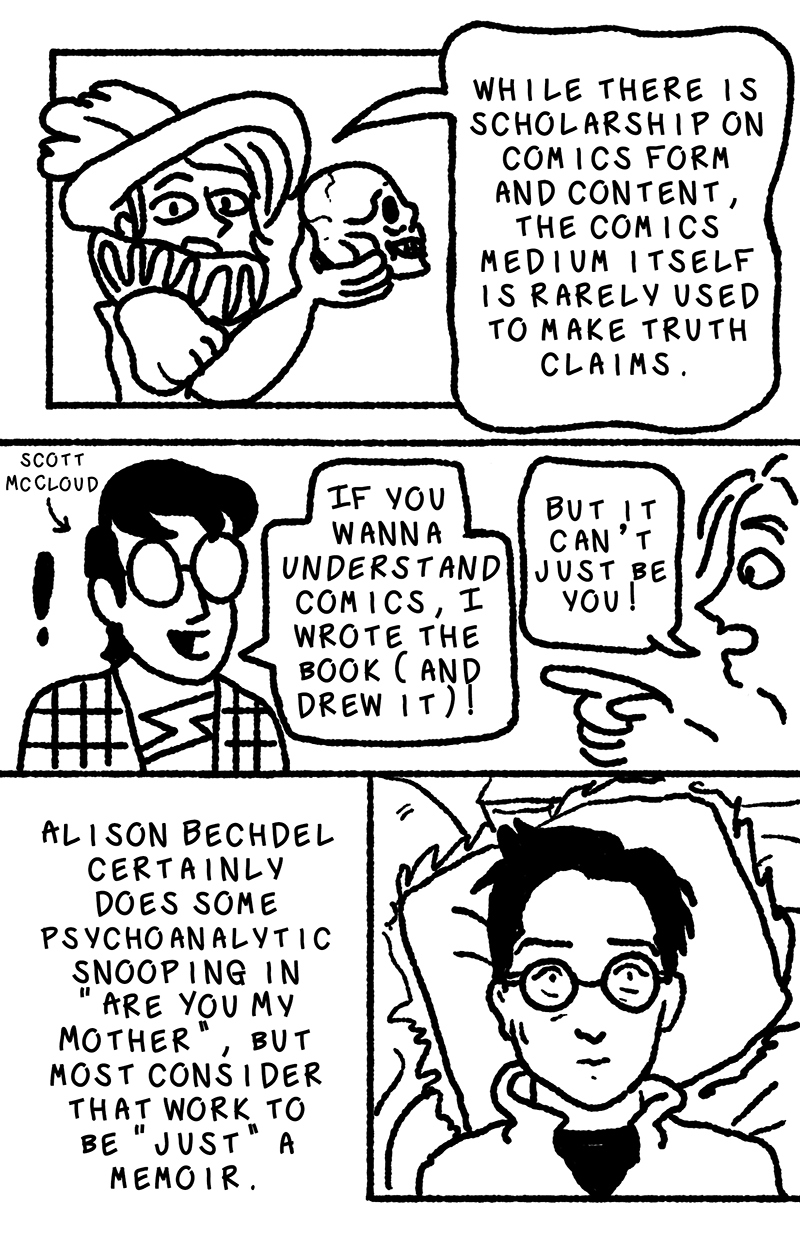 WHILE THERE IS
SCHOLARSHIP ON
COMICS FORM
AND CONTENT,
THE COMICS
MEDIUM ITSELF
IS RARELY USED
TO MAKE TRUTH
CLAIMS.
SCOTT
MCCLOUD
!
IF YOU
WANNA
UNDERSTAND
COMICS, I
WROTE THE
BOOK (AND
DREW IT)!
BUT IT
CAN'T
JUST BE
YOU!
ALISON BECHDEL
CERTAINLY
DOES SOME
PSYCHOANALYTIC
SNOOPING IN
"ARE YOU MY
MOTHER", BUT
MOST CONSIDER
THAT WORK TO
BE "JUST" A
MEMOIR.